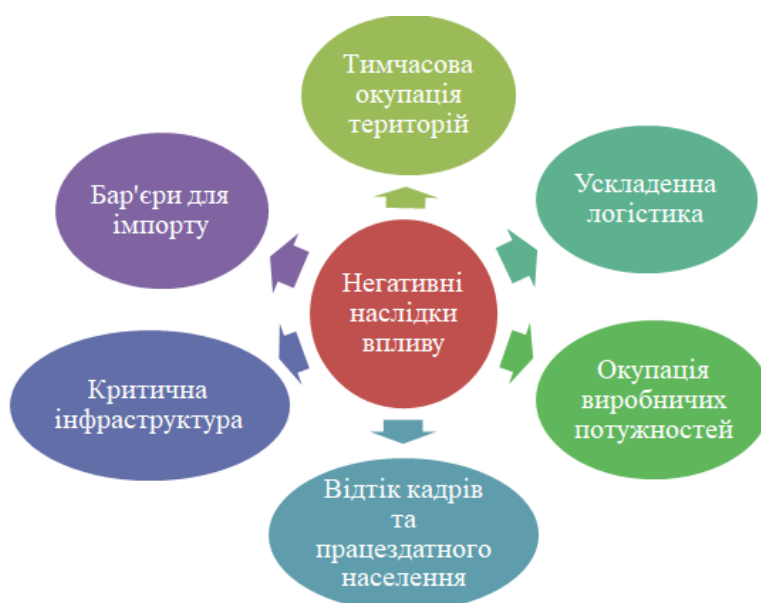 Тимчасова
окупація
територій
Бар'єри для
імпорту
Ускладенна
логістика
Негативні
наслідки
впливу
Критична
інфраструктура
Окупація
виробничих
потужностей
Відтік кадрів
та
працездатного
населення